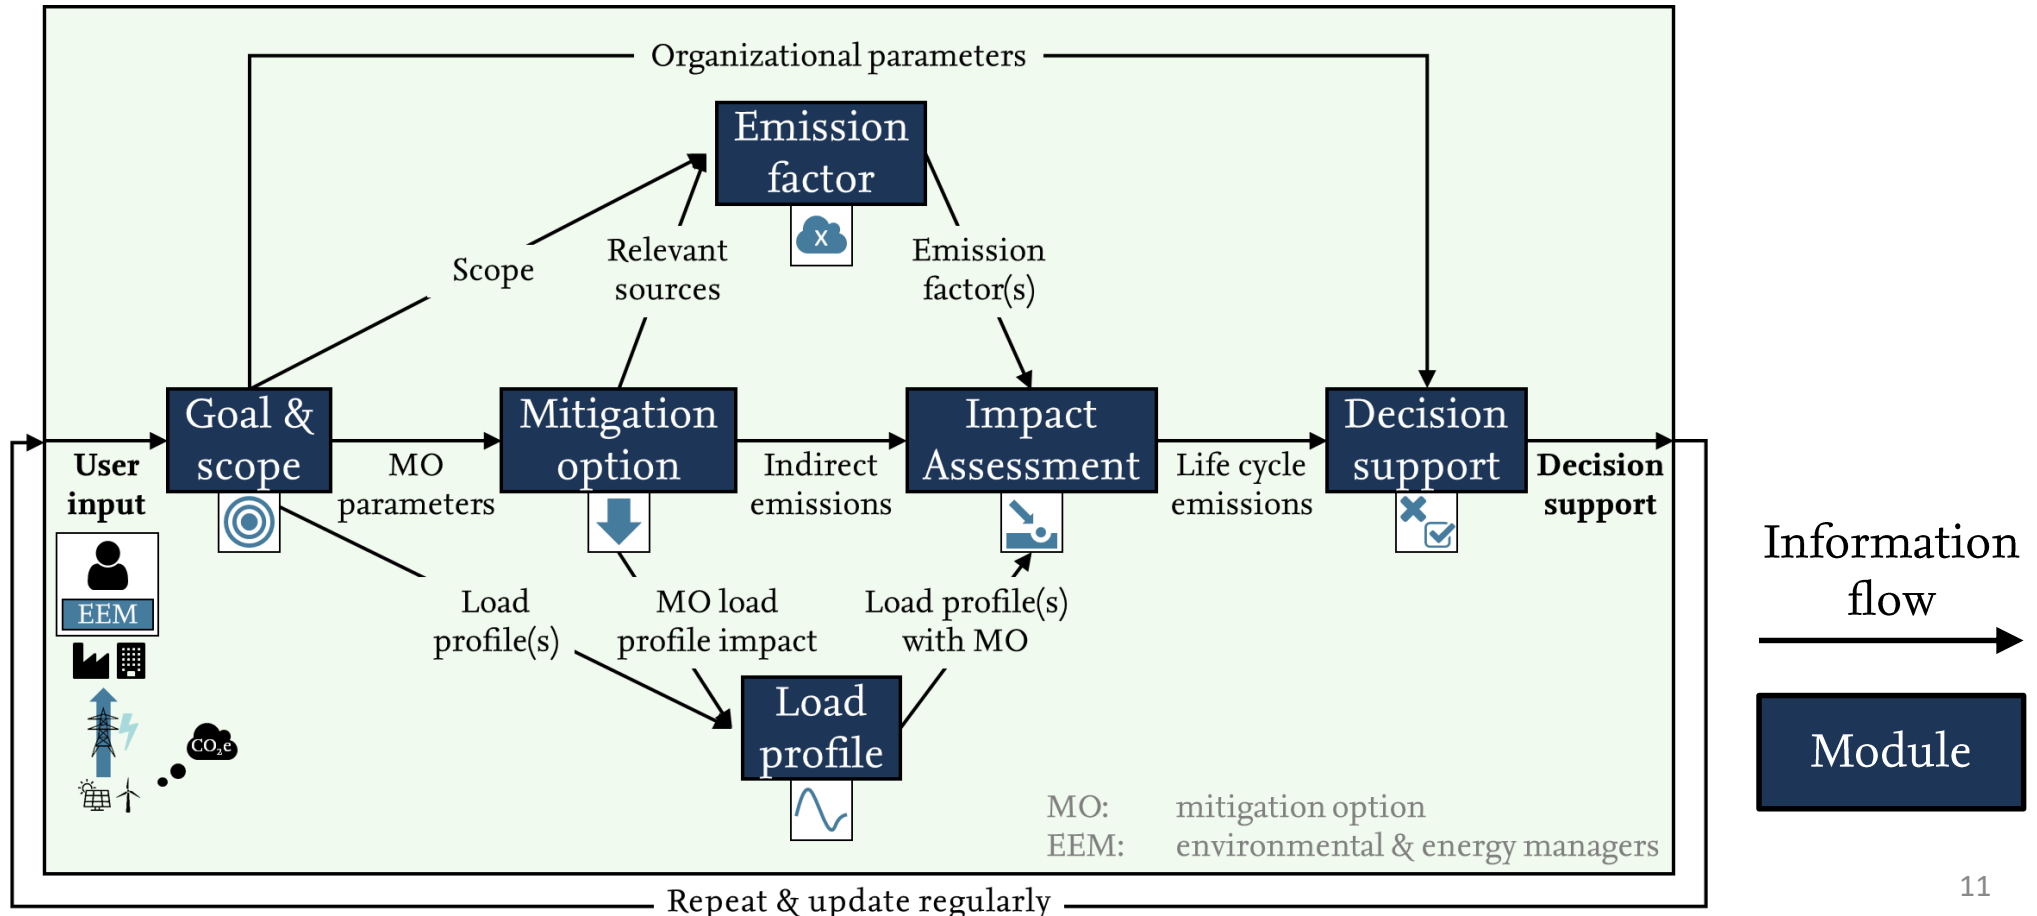 Organizational parameters
Emission
factor
x
Scope
Relevant
sources
Emission
factor(s)
Goal &
scope
Mitigation
option
Impact
Assessment
Decision
support
User
input
MO
parameters
Indirect
emissions
Life cycle
emissions
Decision
support
EEM
Load
profile(s)
MO load
profile impact
Load profile(s)
with MO
Load
profile
CO₂e
MO: mitigation option
EEM: environmental & energy managers
Repeat & update regularly
Information
flow
Module
11